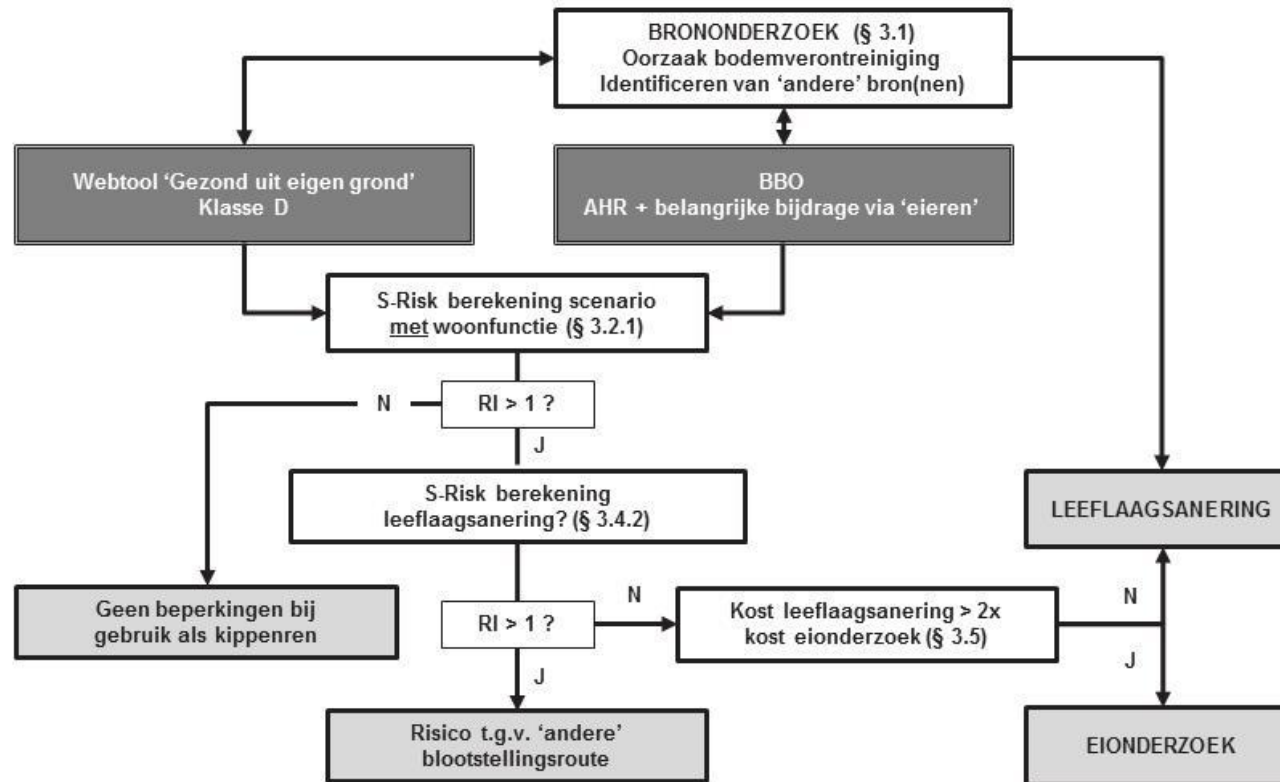 BRONONDERZOEK (§ 3.1)
Oorzaak bodemverontreiniging
Identificeren van ‘andere’ bron(nen)
Webtool ‘Gezond uit eigen grond’
Klasse D
BBO
AHR + belangrijke bijdrage via ‘eieren’
S-Risk berekening scenario
met woonfunctie (§ 3.2.1)
N
RI > 1 ?
J
S-Risk berekening
leeflaagsanering? (§ 3.4.2)
LEEFLAAGSANERING
Geen beperkingen bij
gebruik als kippenren
RI > 1 ?
N
Kost leeflaagsanering > 2x
kost eionderzoek (§ 3.5)
N
J
J
Risico t.g.v. ‘andere’
blootstellingsroute
EIONDERZOEK